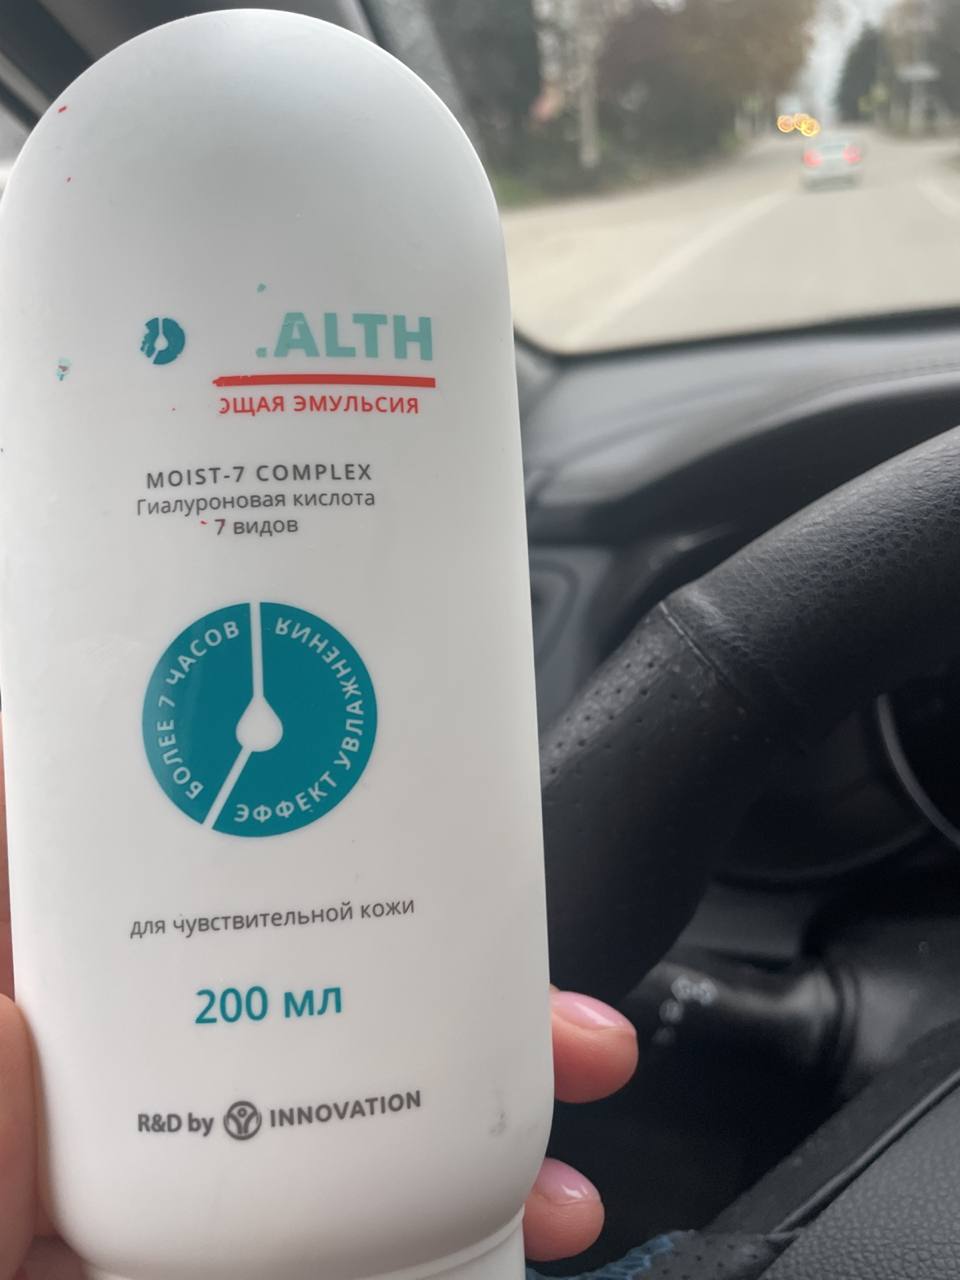 .ALTH
ЮЩАЯ ЭМУЛЬСИЯ
MOIST-7 COMPLEX
Гиалуроновая кислота
7 видов
БОЛЕЕ 7 ЧАСОВ
ЭФФЕКТ УВЛАЖНЕНИЯ
для чувствительной кожи
200 мл
R&D by INNOVATION